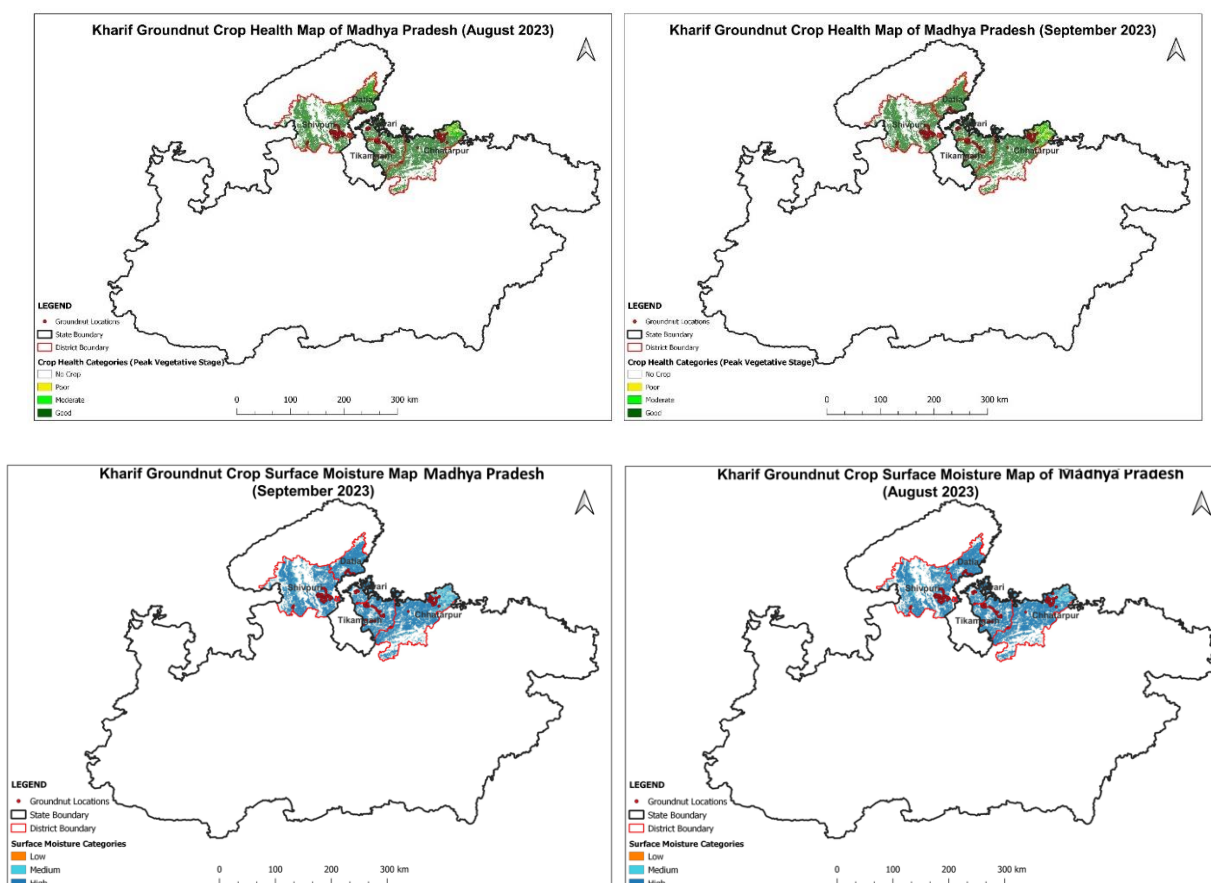 Kharif Groundnut Crop Health Map of Madhya Pradesh (August 2023)
Datia
Shivpuri
Tikamgarh
Chhatarpur
LEGEND
Groundnut Locations
State Boundary
District Boundary
Crop Health Categories (Peak Vegetative Stage)
No Crop
Poor
Moderate
Good
0 100 200 300 km
Kharif Groundnut Crop Health Map of Madhya Pradesh (September 2023)
Datia
Shivpuri
Tikamgarh
Chhatarpur
LEGEND
Groundnut Locations
State Boundary
District Boundary
Crop Health Categories (Peak Vegetative Stage)
No Crop
Poor
Moderate
Good
0 100 200 300 km
Kharif Groundnut Crop Surface Moisture Map Madhya Pradesh
(September 2023)
Datia
Shivpuri
Tikamgarh
Chhatarpur
LEGEND
Groundnut Locations
State Boundary
District Boundary
Surface Moisture Categories
Low
Medium
High
0 100 200 300 km
Kharif Groundnut Crop Surface Moisture Map of Madhya Pradesh
(August 2023)
Datia
Shivpuri
Tikamgarh
Chhatarpur
LEGEND
Groundnut Locations
State Boundary
District Boundary
Surface Moisture Categories
Low
Medium
High
0 100 200 300 km